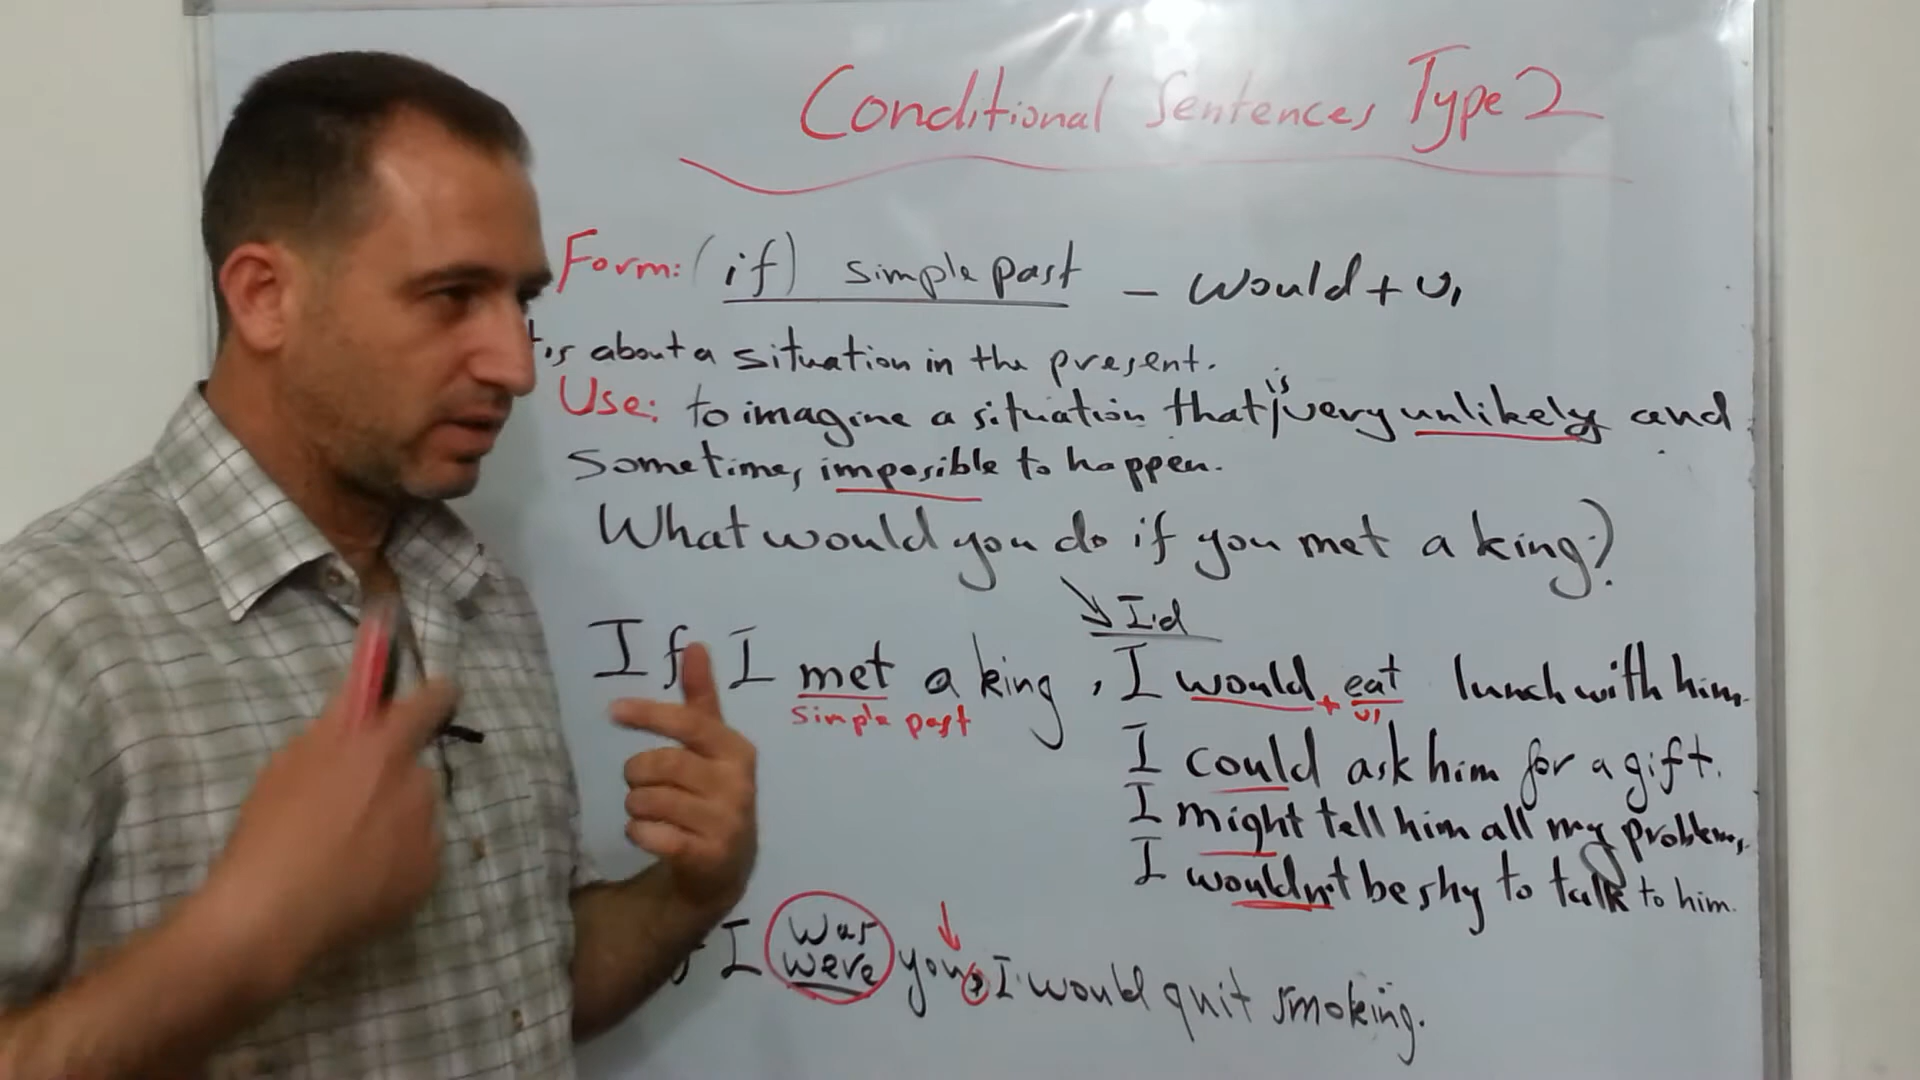 Conditional Sentences Type 2
Form: (if) simple past - would + v1
about a situation in the present.
Use: to imagine a situation that is very unlikely and
Sometimes imposible to happen.
What would you do if you met a king?
I'd
If I met a king, I would + eat lunch with him.
simple past v1
I could ask him for a gift.
I might tell him all my problems.
I wouldn't be shy to talk to him.
was
I were you, I would quit smoking.